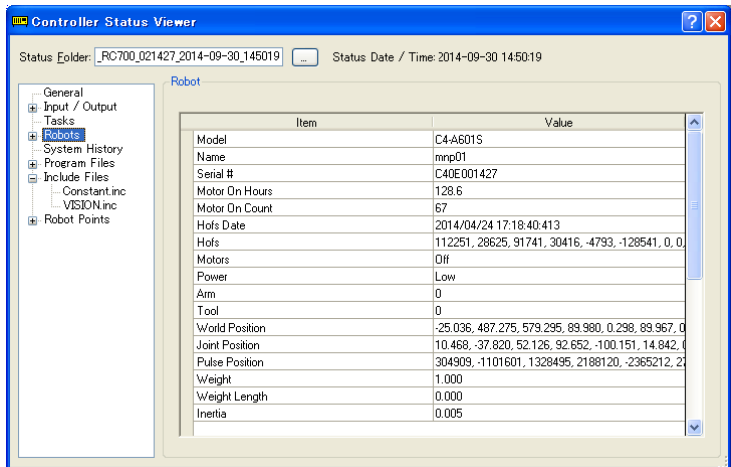 Controller Status Viewer
Status Folder: _RC700_021427_2014-09-30_145019 ... Status Date / Time: 2014-09-30 14:50:19
General
Input / Output
Tasks
Robots
System History
Program Files
Include Files
Constant.inc
VISION.inc
Robot Points
Robot
Item Value
Model C4-A601S
Name mnp01
Serial # C40E001427
Motor On Hours 128.6
Motor On Count 67
Hofs Date 2014/04/24 17:18:40:413
Hofs 112251, 28625, 91741, 30416, -4793, -128541, 0, 0,
Motors Off
Power Low
Arm 0
Tool 0
World Position -25.036, 487.275, 579.295, 89.980, 0.298, 89.967, 0
Joint Position 10.468, -37.820, 52.126, 92.652, -100.151, 14.842,
Pulse Position 304909, -1101601, 1328495, 2188120, -2365212,
Weight 1.000
Weight Length 0.000
Inertia 0.005